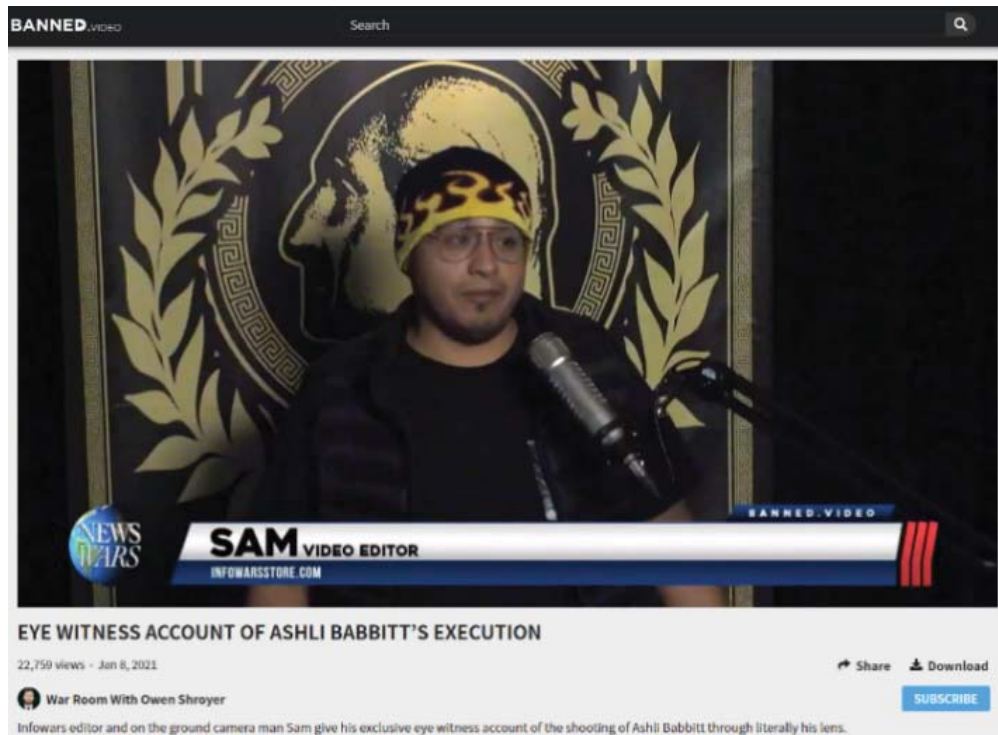 BANNED.VIDEO
Search
BANNED.VIDEO
NEWS
WARS
SAM VIDEO EDITOR
INFOWARSSTORE.COM
EYE WITNESS ACCOUNT OF ASHLI BABBITT'S EXECUTION
22,759 views - Jan 8, 2021
Share Download
War Room With Owen Shroyer
SUBSCRIBE
Infowars editor and on the ground camera man Sam give his exclusive eye witness account of the shooting of Ashli Babbitt through literally his lens.